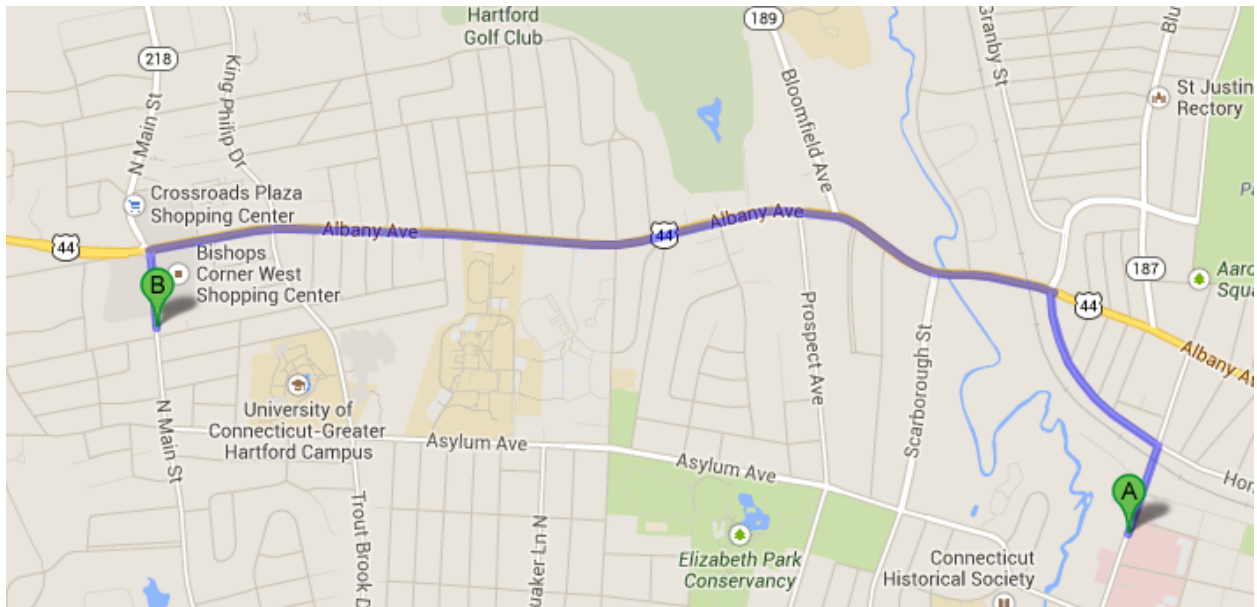 Hartford
Golf Club
189
Granby St
218
King Philip Dr
N Main St
Bloomfield Ave
St Justin
Rectory
Crossroads Plaza
Shopping Center
Albany Ave
Albany Ave
44
44
Bishops
Corner West
Shopping Center
B
187
44
Albany Av
Prospect Ave
Scarborough St
University of
Connecticut-Greater
Hartford Campus
N Main St
Asylum Ave
Asylum Ave
A
Trout Brook D
Elizabeth Park
Conservancy
Connecticut
Historical Society